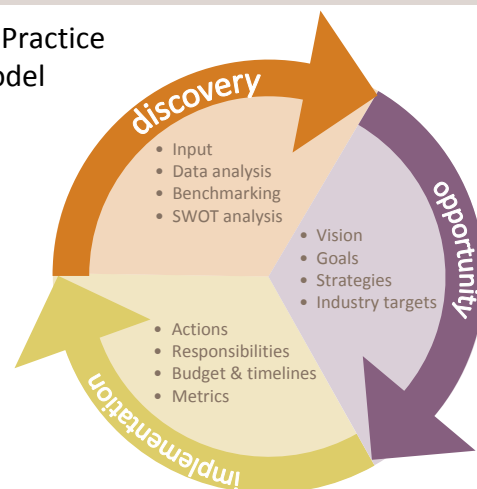 Practice
odel
discovery
• Input
• Data analysis
• Benchmarking
• SWOT analysis
opportunity
• Vision
• Goals
• Strategies
• Industry targets
• Actions
• Responsibilities
• Budget & timelines
• Metrics
implementation